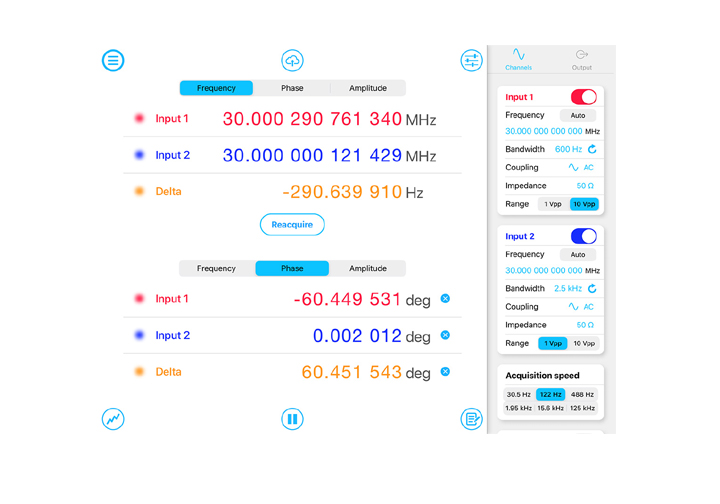 Frequency Phase Amplitude
Input 1 30.000 290 761 340 MHz
Input 2 30.000 000 121 429 MHz
Delta -290.639 910 Hz
Reacquire
Frequency Phase Amplitude
Input 1 -60.449 531 deg
Input 2 0.002 012 deg
Delta 60.451 543 deg
Channels Output
Input 1
Frequency Auto
30.000 000 000 000 MHz
Bandwidth 600 Hz
Coupling AC
Impedance 50 Ω
Range 1 Vpp 10 Vpp
Input 2
Frequency Auto
30.000 000 000 000 MHz
Bandwidth 2.5 kHz
Coupling AC
Impedance 50 Ω
Range 1 Vpp 10 Vpp
Acquisition speed
30.5 Hz 122 Hz 488 Hz
1.95 kHz 15.6 kHz 125 kHz